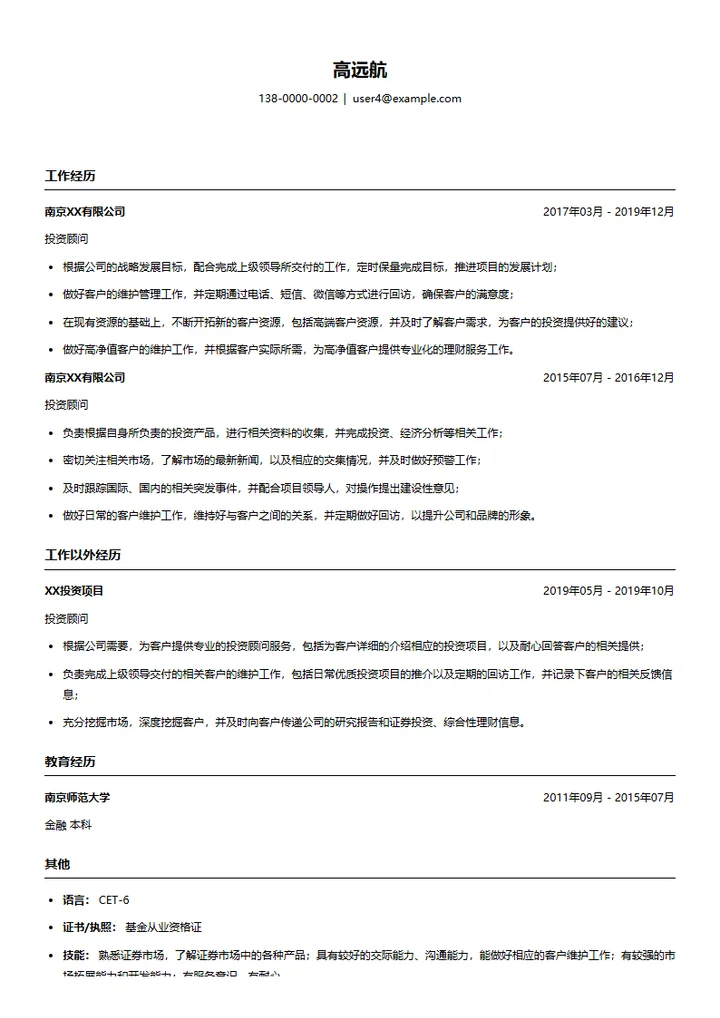 高远航
138-0000-0002 | user4@example.com
工作经历
南京XX有限公司 2017年03月 - 2019年12月
投资顾问
• 根据公司的战略发展目标，配合完成上级领导所交付的工作，定时保量完成目标，推进项目的发展计划；
• 做好客户的维护管理工作，并定期通过电话、短信、微信等方式进行回访，确保客户的满意度；
• 在现有资源的基础上，不断开拓新的客户资源，包括高端客户资源，并及时了解客户需求，为客户的投资提供好的建议；
• 做好高净值客户的维护工作，并根据客户实际所需，为高净值客户提供专业化的理财服务工作。
南京XX有限公司 2015年07月 - 2016年12月
投资顾问
• 负责根据自身所负责的投资产品，进行相关资料的收集，并完成投资、经济分析等相关工作；
• 密切关注相关市场，了解市场的最新新闻，以及相应的交集情况，并及时做好预警工作；
• 及时跟踪国际、国内的相关突发事件，并配合项目领导人，对操作提出建设性意见；
• 做好日常的客户维护工作，维持好与客户之间的关系，并定期做好回访，以提升公司和品牌的形象。
工作以外经历
XX投资项目 2019年05月 - 2019年10月
投资顾问
• 根据公司需要，为客户提供专业的投资顾问服务，包括为客户详细的介绍相应的投资项目，以及耐心回答客户的相关提供；
• 负责完成上级领导交付的相关客户的维护工作，包括日常优质投资项目的推介以及定期的回访工作，并记录下客户的相关反馈信
息；
• 充分挖掘市场，深度挖掘客户，并及时向客户传递公司的研究报告和证券投资、综合性理财信息。
教育经历
南京师范大学 2011年09月 - 2015年07月
金融 本科
其他
• 语言： CET-6
• 证书/执照： 基金从业资格证
• 技能： 熟悉证券市场，了解证券市场中的各种产品；具有较好的交际能力、沟通能力，能做好相应的客户维护工作；有较强的市
场拓展能力和开发能力；有服务意识、有耐心